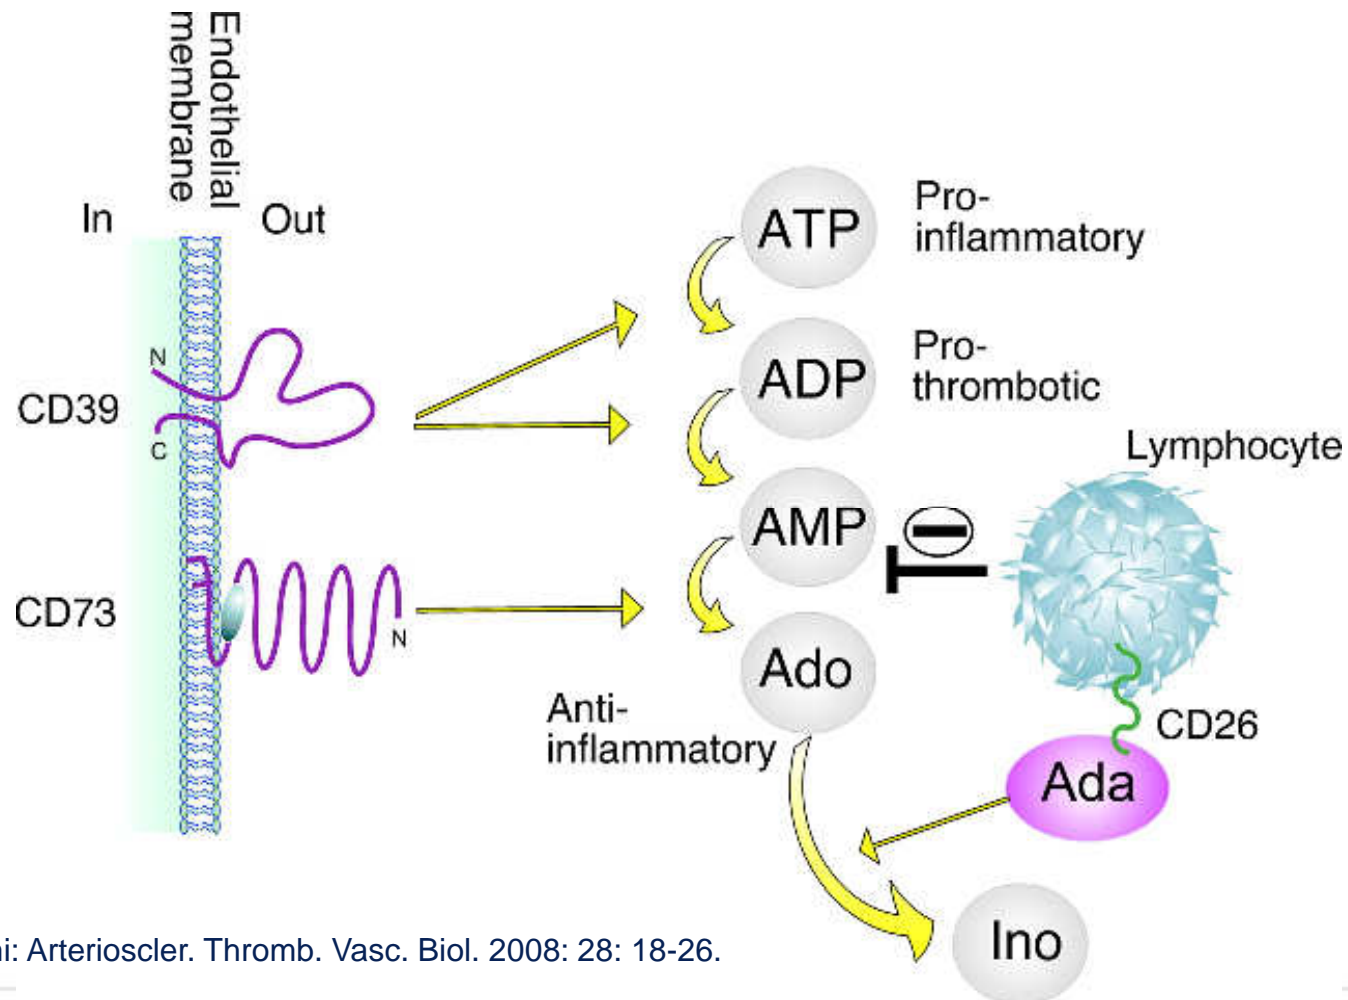 Endothelial
membrane
In
Out
ATP
Pro-
inflammatory
N
CD39
C
ADP
Pro-
thrombotic
Lymphocyte
AMP
CD73
N
Ado
Anti-
inflammatory
CD26
Ada
Ino
: Arterioscler. Thromb. Vasc. Biol. 2008: 28: 18-26.